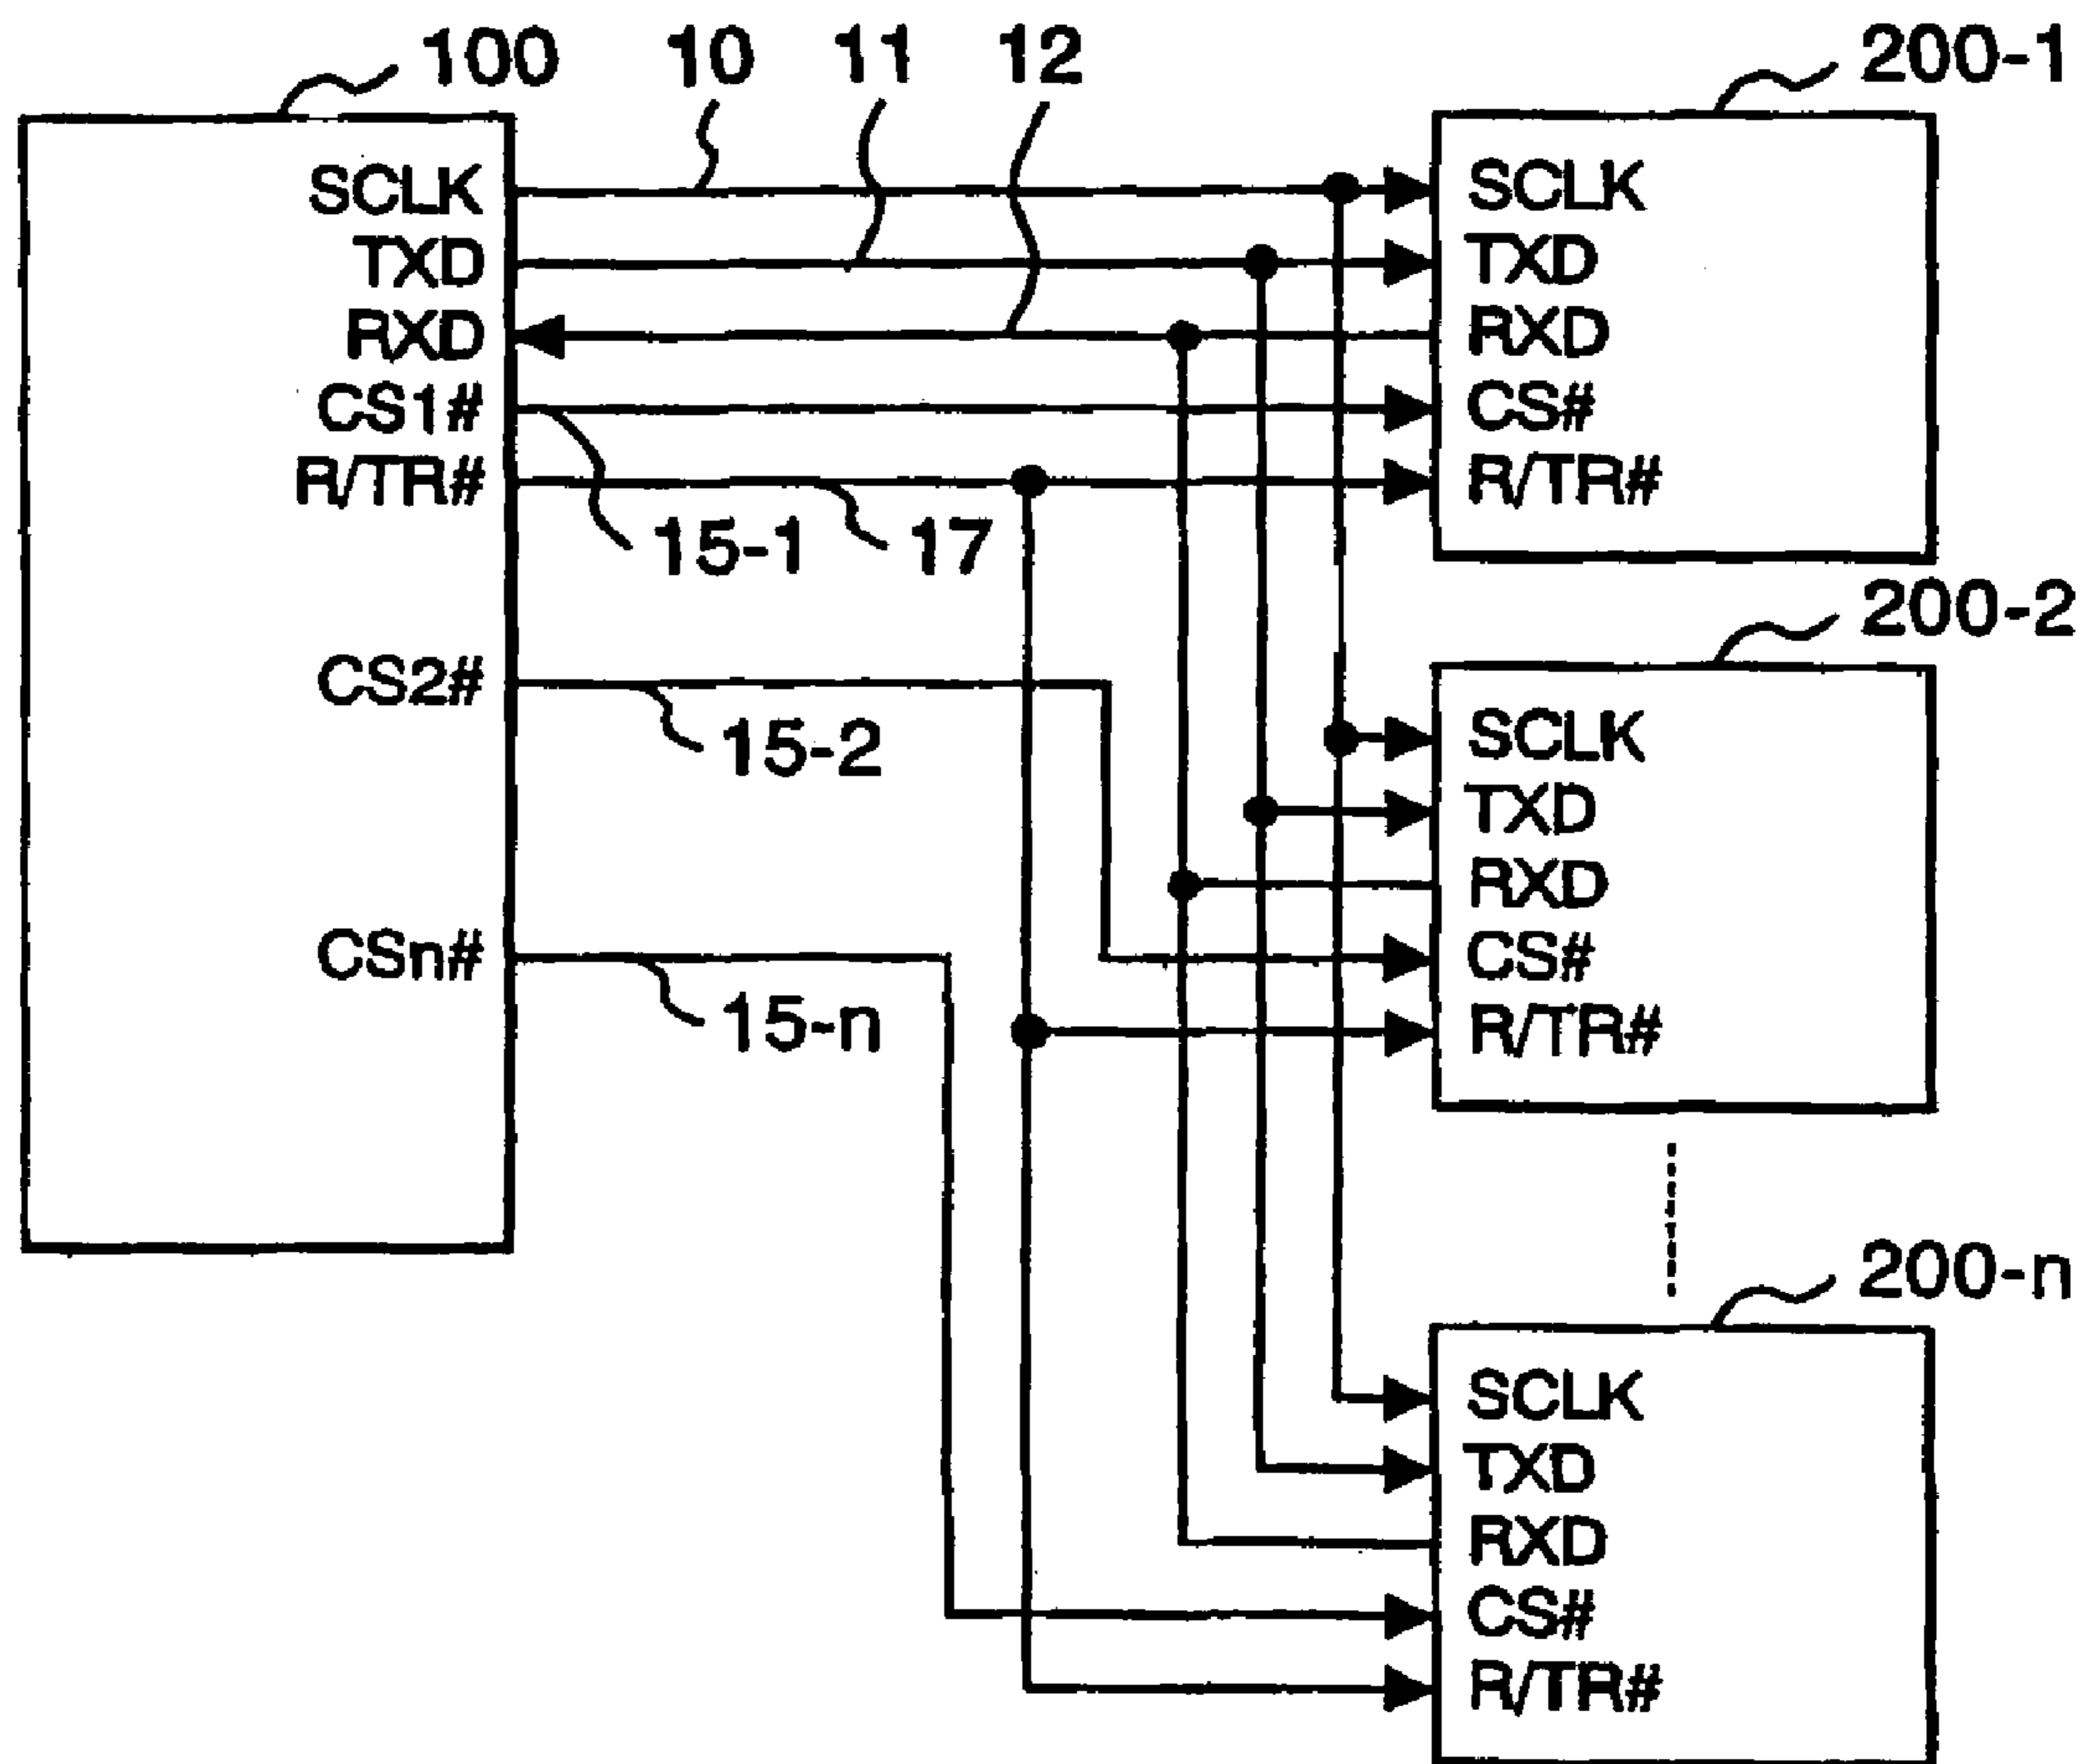 100 10 11 12 200-1
SCLK
TXD
RXD
CS1#
R/TR#
15-1 17
CS2#
15-2
CSn#
15-n
SCLK
TXD
RXD
CS#
R/TR#
200-2
SCLK
TXD
RXD
CS#
R/TR#
200-n
SCLK
TXD
RXD
CS#
R/TR#